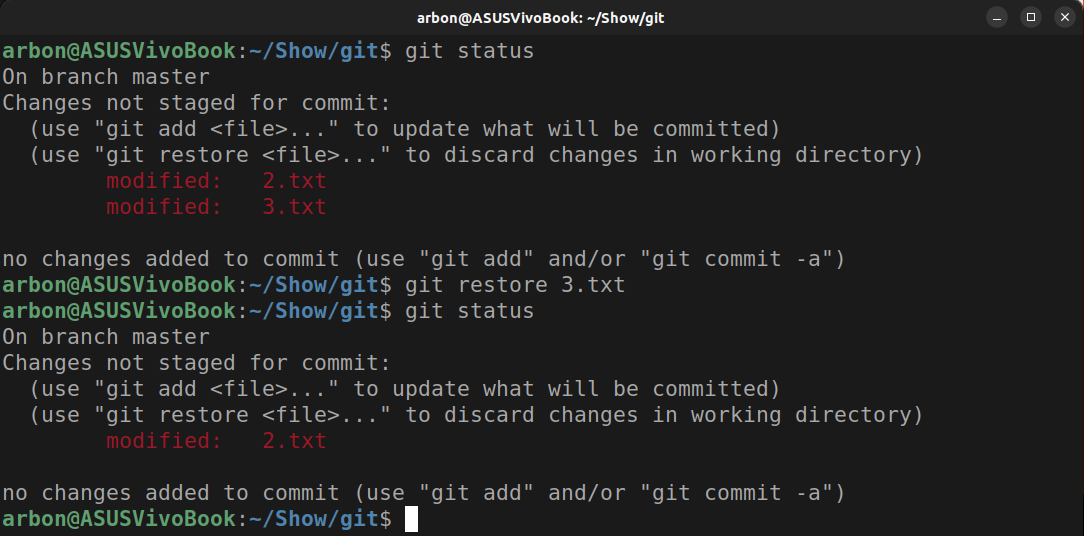 arbon@ASUSVivoBook: ~/Show/git
arbon@ASUSVivoBook:~/Show/git$ git status
On branch master
Changes not staged for commit:
  (use "git add <file>..." to update what will be committed)
  (use "git restore <file>..." to discard changes in working directory)
        modified:   2.txt
        modified:   3.txt

no changes added to commit (use "git add" and/or "git commit -a")
arbon@ASUSVivoBook:~/Show/git$ git restore 3.txt
arbon@ASUSVivoBook:~/Show/git$ git status
On branch master
Changes not staged for commit:
  (use "git add <file>..." to update what will be committed)
  (use "git restore <file>..." to discard changes in working directory)
        modified:   2.txt

no changes added to commit (use "git add" and/or "git commit -a")
arbon@ASUSVivoBook:~/Show/git$